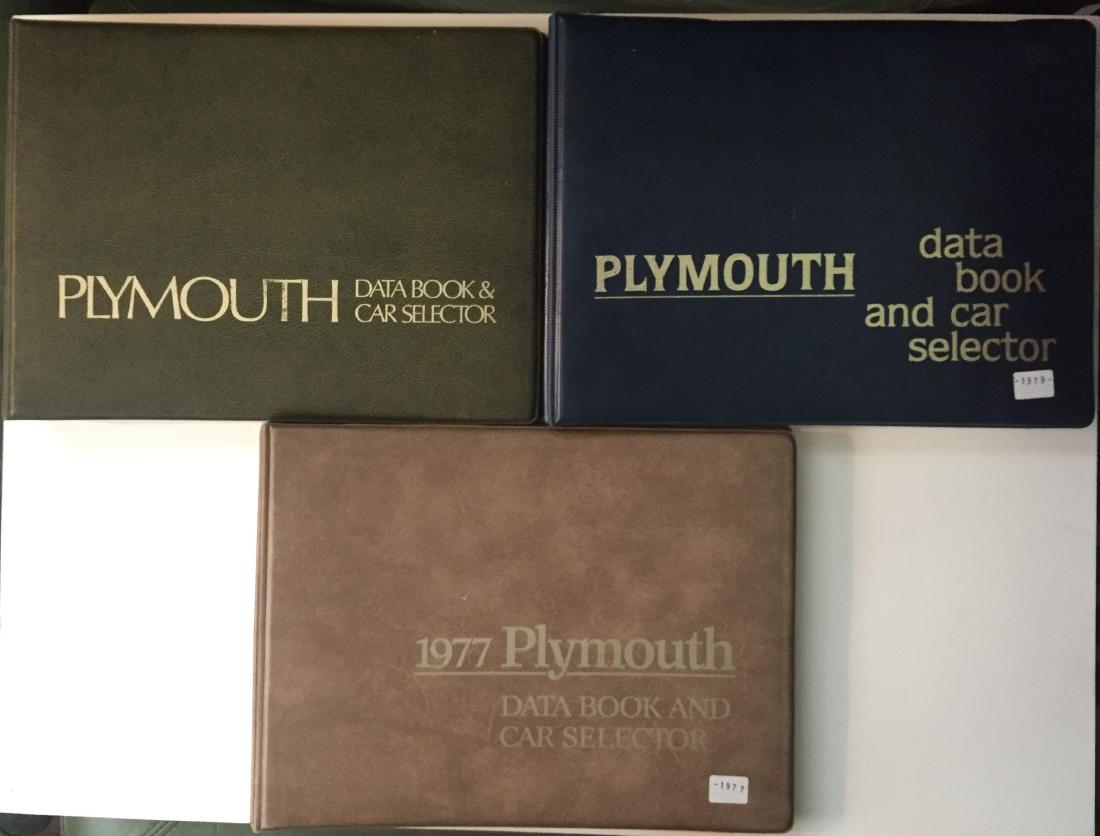 PLYMOUTH
DATA BOOK &
CAR SELECTOR
PLYMOUTH
data
book
and car
selector
-1979-
1977 Plymouth
DATA BOOK AND
CAR SELECTOR
-1977